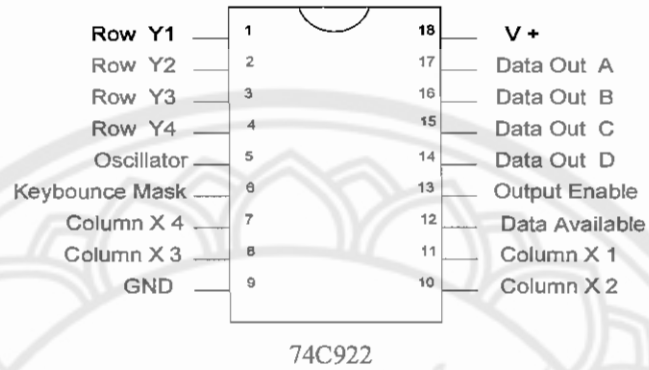 Row Y1 1 18 V +
Row Y2 2 17 Data Out A
Row Y3 3 16 Data Out B
Row Y4 4 15 Data Out C
Oscillator 5 14 Data Out D
Keybounce Mask 6 13 Output Enable
Column X 4 7 12 Data Available
Column X 3 8 11 Column X 1
GND 9 10 Column X 2
74C922